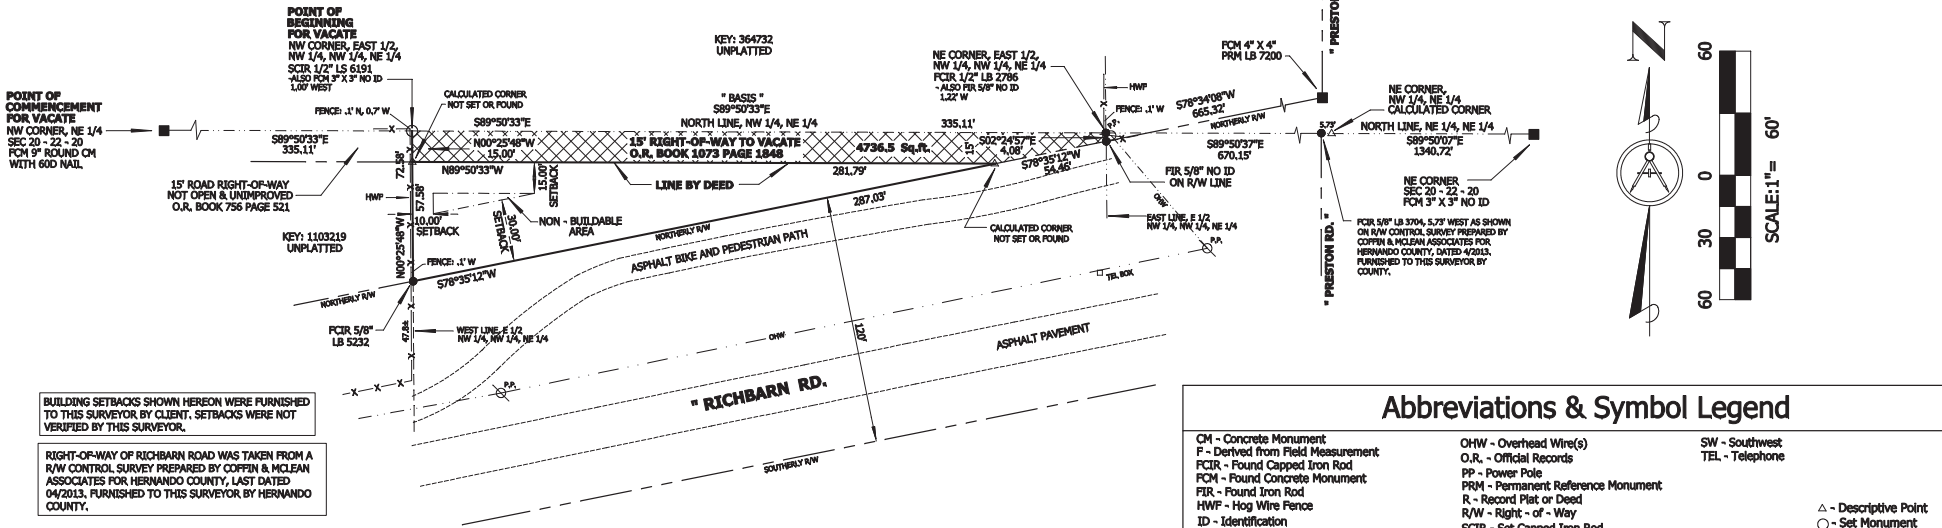 POINT OF
BEGINNING
FOR VACATE
NW CORNER, EAST 1/2,
NW 1/4, NW 1/4, NE 1/4
SCIR 1/2" LS 6191
-ALSO FCM 3" X 3" NO ID
1.00' WEST
POINT OF
COMMENCEMENT
FOR VACATE
NW CORNER, NE 1/4
SEC 20 - 22 - 20
FCM 9" ROUND CM
WITH 60D NAIL
FENCE: .1' N, 0.7' W
CALCULATED CORNER
NOT SET OR FOUND
S89°50'33"E
335.11'
15' ROAD RIGHT-OF-WAY
NOT OPEN & UNIMPROVED
O.R. BOOK 756 PAGE 521
KEY: 1103219
UNPLATTED
KEY: 364732
UNPLATTED
" BASIS "
S89°50'33"E
NORTH LINE, NW 1/4, NE 1/4
335.11'
S89°50'33"E
N00°25'48"W
15.00'
15' RIGHT-OF-WAY TO VACATE
O.R. BOOK 1073 PAGE 1848
4736.5 Sq.ft.
15'
S02°24'57"E
4.08'
S78°35'12"W
54.46'
N89°50'33"W
LINE BY DEED
281.79'
72.58'
57.58'
N00°25'48"W
HWF
10.00'
SETBACK
15.00'
SETBACK
30.00'
SETBACK
NON - BUILDABLE
AREA
FENCE: .1' W
S78°35'12"W
NORTHERLY R/W
NORTHERLY R/W
287.03'
CALCULATED CORNER
NOT SET OR FOUND
ASPHALT BIKE AND PEDESTRIAN PATH
FCIR 5/8"
LB 5232
47.8±
WEST LINE, E 1/2
NW 1/4, NW 1/4, NE 1/4
P.P.
OHW
120'
TEL BOX
ASPHALT PAVEMENT
" RICHBARN RD.
SOUTHERLY R/W
NE CORNER, EAST 1/2,
NW 1/4, NW 1/4, NE 1/4
FCIR 1/2" LB 2786
- ALSO FIR 5/8" NO ID
1.22' W
HWF
FENCE: .1' W
P.P.
S78°34'08"W
665.32'
NORTHERLY R/W
S89°50'37"E
670.15'
FIR 5/8" NO ID
ON R/W LINE
OHW
EAST LINE, E 1/2
NW 1/4, NW 1/4, NE 1/4
P.P.
FCM 4" X 4"
PRM LB 7200
" PRESTON
5.73'
NE CORNER,
NW 1/4, NE 1/4
CALCULATED CORNER
NORTH LINE, NE 1/4, NE 1/4
S89°50'07"E
1340.72'
NE CORNER
SEC 20 - 22 - 20
FCM 3" X 3" NO ID
" PRESTON RD. "
FCIR 5/8" LB 3704, 5.73' WEST AS SHOWN
ON R/W CONTROL SURVEY PREPARED BY
COFFIN & MCLEAN ASSOCIATES FOR
HERNANDO COUNTY, DATED 4/2013.
FURNISHED TO THIS SURVEYOR BY
COUNTY.
N
60
0
30
60
SCALE:1"= 60'
BUILDING SETBACKS SHOWN HEREON WERE FURNISHED
TO THIS SURVEYOR BY CLIENT. SETBACKS WERE NOT
VERIFIED BY THIS SURVEYOR.
RIGHT-OF-WAY OF RICHBARN ROAD WAS TAKEN FROM A
R/W CONTROL SURVEY PREPARED BY COFFIN & MCLEAN
ASSOCIATES FOR HERNANDO COUNTY, LAST DATED
04/2013. FURNISHED TO THIS SURVEYOR BY HERNANDO
COUNTY.
Abbreviations & Symbol Legend
CM - Concrete Monument
F - Derived from Field Measurement
FCIR - Found Capped Iron Rod
FCM - Found Concrete Monument
FIR - Found Iron Rod
HWF - Hog Wire Fence
ID - Identification
OHW - Overhead Wire(s)
O.R. - Official Records
PP - Power Pole
PRM - Permanent Reference Monument
R - Record Plat or Deed
R/W - Right - of - Way
SCIR - Set Capped Iron Rod
SW - Southwest
TEL - Telephone
△ - Descriptive Point
○ - Set Monument